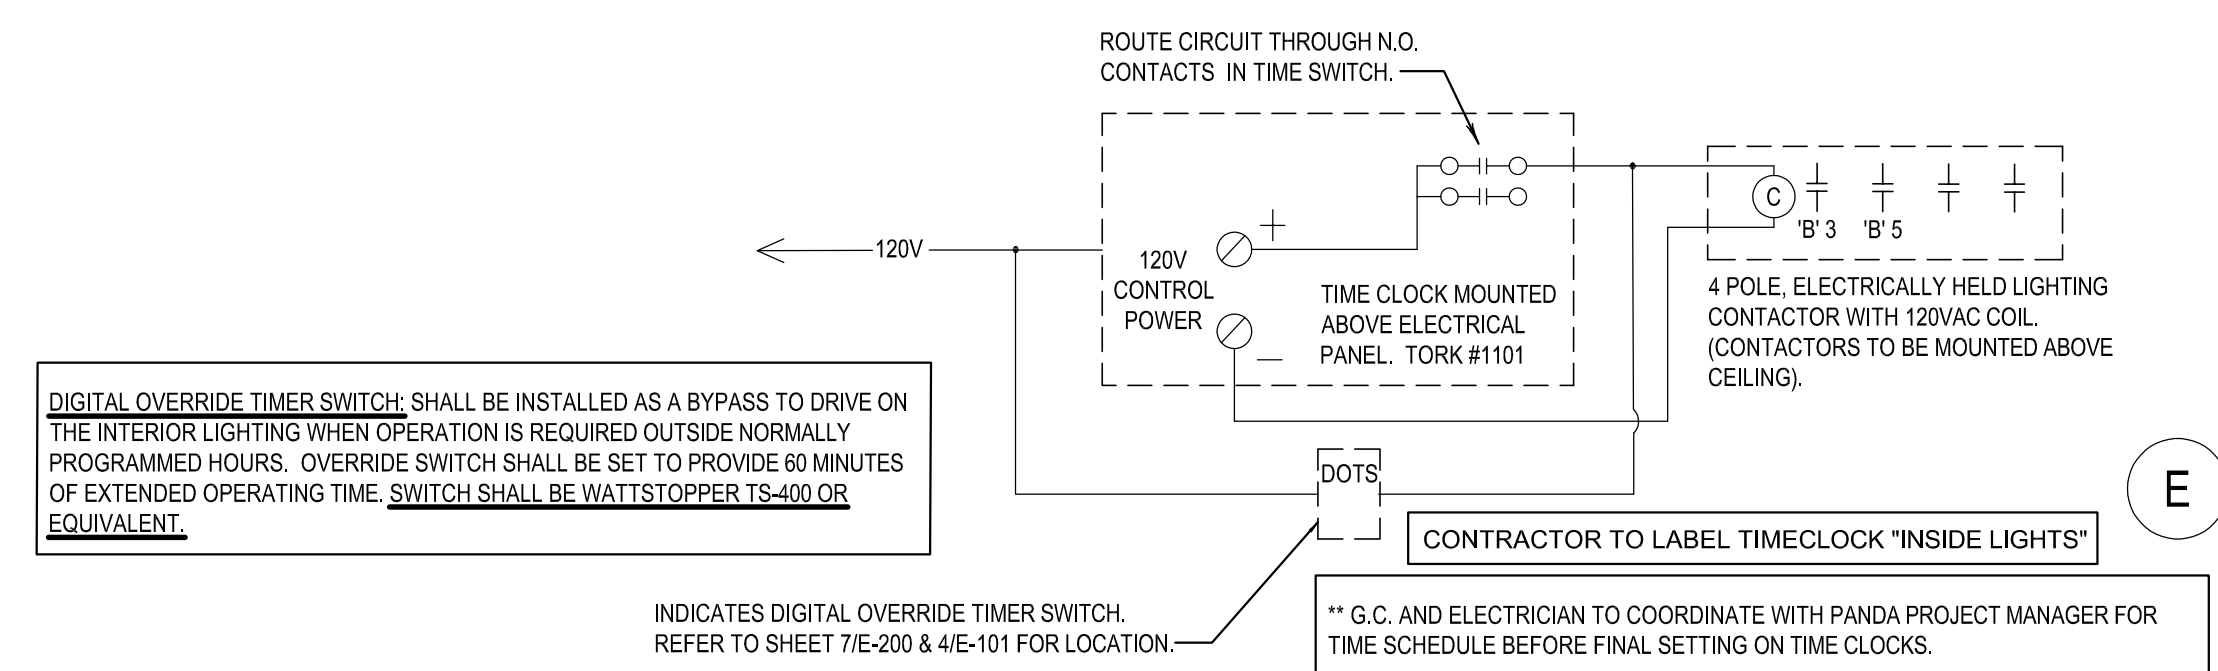 ROUTE CIRCUIT THROUGH N.O.
CONTACTS IN TIME SWITCH.
120V
120V
CONTROL
POWER
+
—
TIME CLOCK MOUNTED
ABOVE ELECTRICAL
PANEL. TORK #1101
C
'B' 3 'B' 5
4 POLE, ELECTRICALLY HELD LIGHTING
CONTACTOR WITH 120VAC COIL.
(CONTACTORS TO BE MOUNTED ABOVE
CEILING).
DIGITAL OVERRIDE TIMER SWITCH: SHALL BE INSTALLED AS A BYPASS TO DRIVE ON
THE INTERIOR LIGHTING WHEN OPERATION IS REQUIRED OUTSIDE NORMALLY
PROGRAMMED HOURS. OVERRIDE SWITCH SHALL BE SET TO PROVIDE 60 MINUTES
OF EXTENDED OPERATING TIME. SWITCH SHALL BE WATTSTOPPER TS-400 OR
EQUIVALENT.
DOTS
E
CONTRACTOR TO LABEL TIMECLOCK "INSIDE LIGHTS"
INDICATES DIGITAL OVERRIDE TIMER SWITCH.
REFER TO SHEET 7/E-200 & 4/E-101 FOR LOCATION.
** G.C. AND ELECTRICIAN TO COORDINATE WITH PANDA PROJECT MANAGER FOR
TIME SCHEDULE BEFORE FINAL SETTING ON TIME CLOCKS.